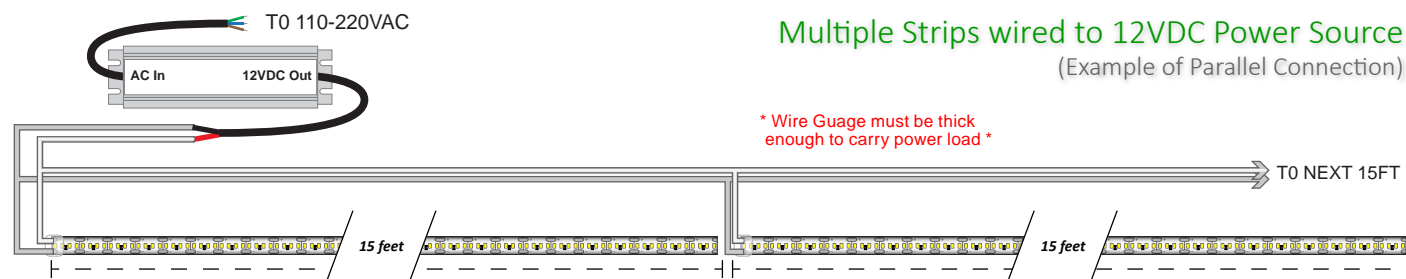 T0 110-220VAC
Multiple Strips wired to 12VDC Power Source
(Example of Parallel Connection)
AC In 12VDC Out
* Wire Guage must be thick
enough to carry power load *
T0 NEXT 15FT
15 feet 15 feet